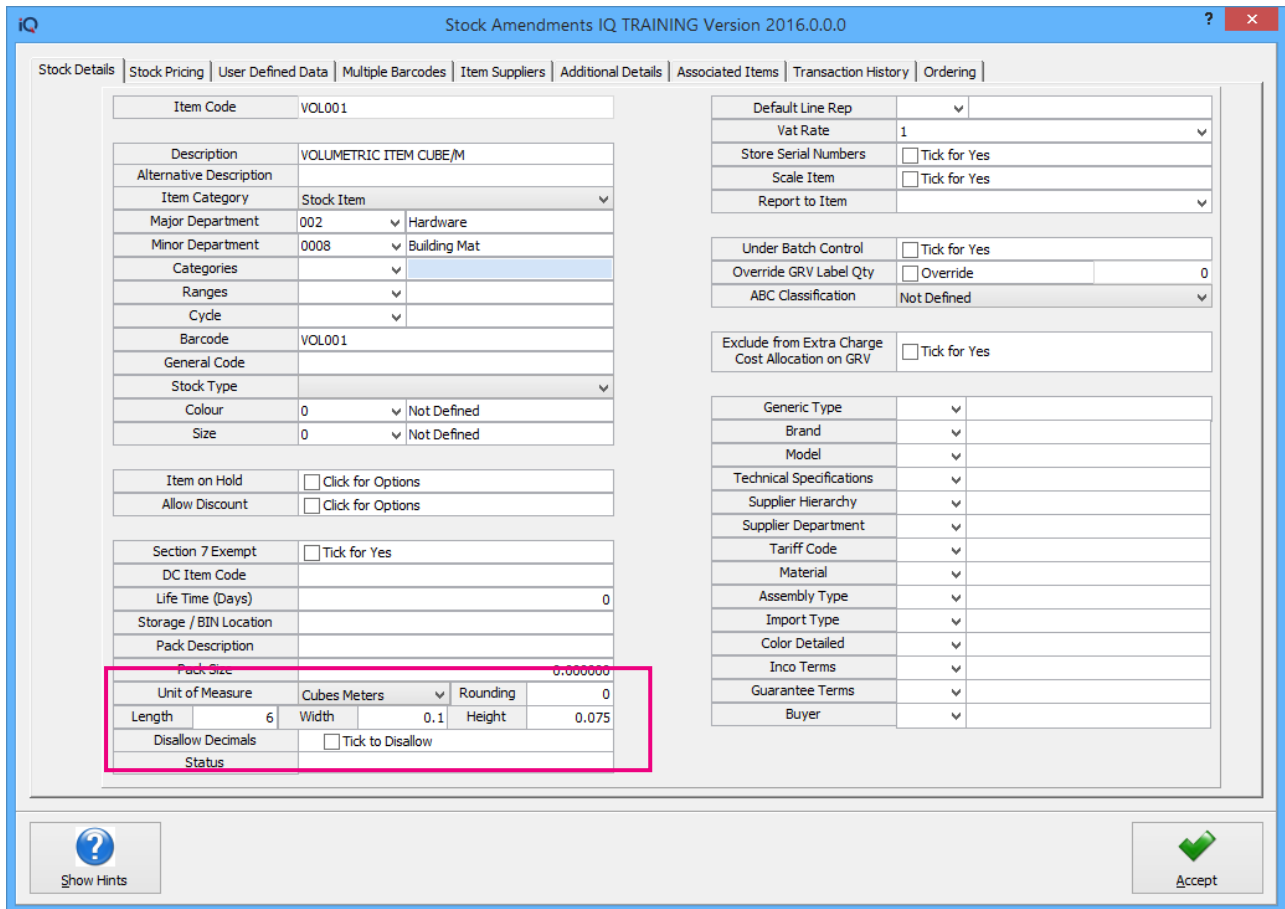 iQ Stock Amendments IQ TRAINING Version 2016.0.0.0 ? ×
Stock Details Stock Pricing User Defined Data Multiple Barcodes Item Suppliers Additional Details Associated Items Transaction History Ordering
Item Code VOL001
Description VOLUMETRIC ITEM CUBE/M
Alternative Description
Item Category Stock Item
Major Department 002 Hardware
Minor Department 0008 Building Mat
Categories
Ranges
Cycle
Barcode VOL001
General Code
Stock Type
Colour 0 Not Defined
Size 0 Not Defined
Item on Hold Click for Options
Allow Discount Click for Options
Section 7 Exempt Tick for Yes
DC Item Code
Life Time (Days) 0
Storage / BIN Location
Pack Description
Pack Size 0.000000
Unit of Measure Cubes Meters Rounding 0
Length 6 Width 0.1 Height 0.075
Disallow Decimals Tick to Disallow
Status
Default Line Rep
Vat Rate 1
Store Serial Numbers Tick for Yes
Scale Item Tick for Yes
Report to Item
Under Batch Control Tick for Yes
Override GRV Label Qty Override 0
ABC Classification Not Defined
Exclude from Extra Charge
Cost Allocation on GRV Tick for Yes
Generic Type
Brand
Model
Technical Specifications
Supplier Hierarchy
Supplier Department
Tariff Code
Material
Assembly Type
Import Type
Color Detailed
Inco Terms
Guarantee Terms
Buyer
Show Hints
Accept